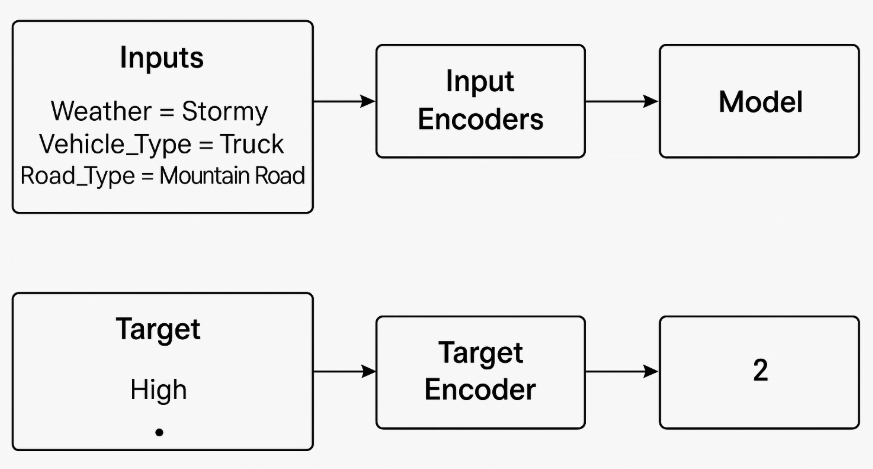 Inputs
Weather = Stormy
Vehicle_Type = Truck
Road_Type = Mountain Road
Input
Encoders
Model
Target
High
•
Target
Encoder
2